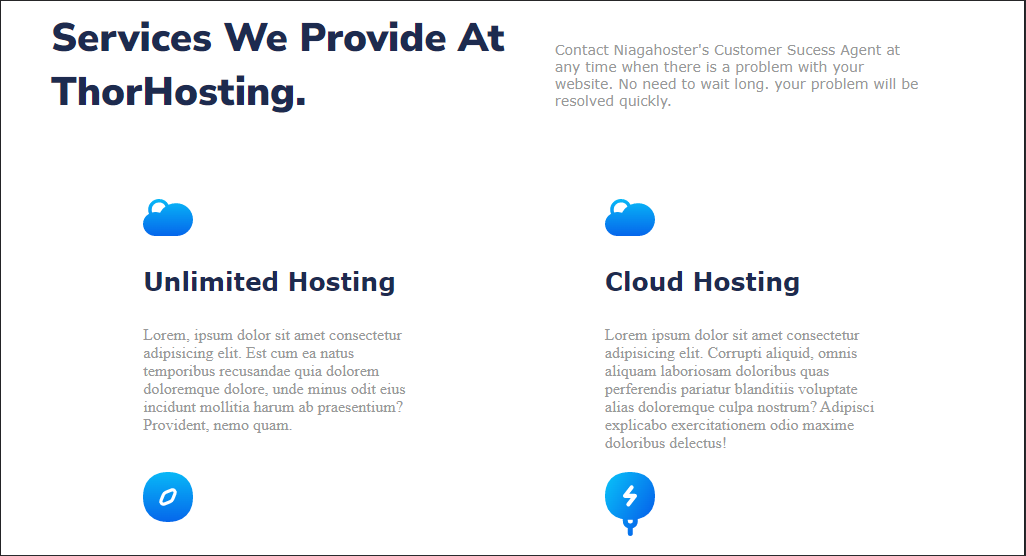 Services We Provide At
ThorHosting.
Contact Niagahoster's Customer Sucess Agent at
any time when there is a problem with your
website. No need to wait long. your problem will be
resolved quickly.
Unlimited Hosting
Lorem, ipsum dolor sit amet consectetur
adipisicing elit. Est cum ea natus
temporibus recusandae quia dolorem
doloremque dolore, unde minus odit eius
incidunt mollitia harum ab praesentium?
Provident, nemo quam.
Cloud Hosting
Lorem ipsum dolor sit amet consectetur
adipisicing elit. Corrupti aliquid, omnis
aliquam laboriosam doloribus quas
perferendis pariatur blanditiis voluptate
alias doloremque culpa nostrum? Adipisci
explicabo exercitationem odio maxime
doloribus delectus!